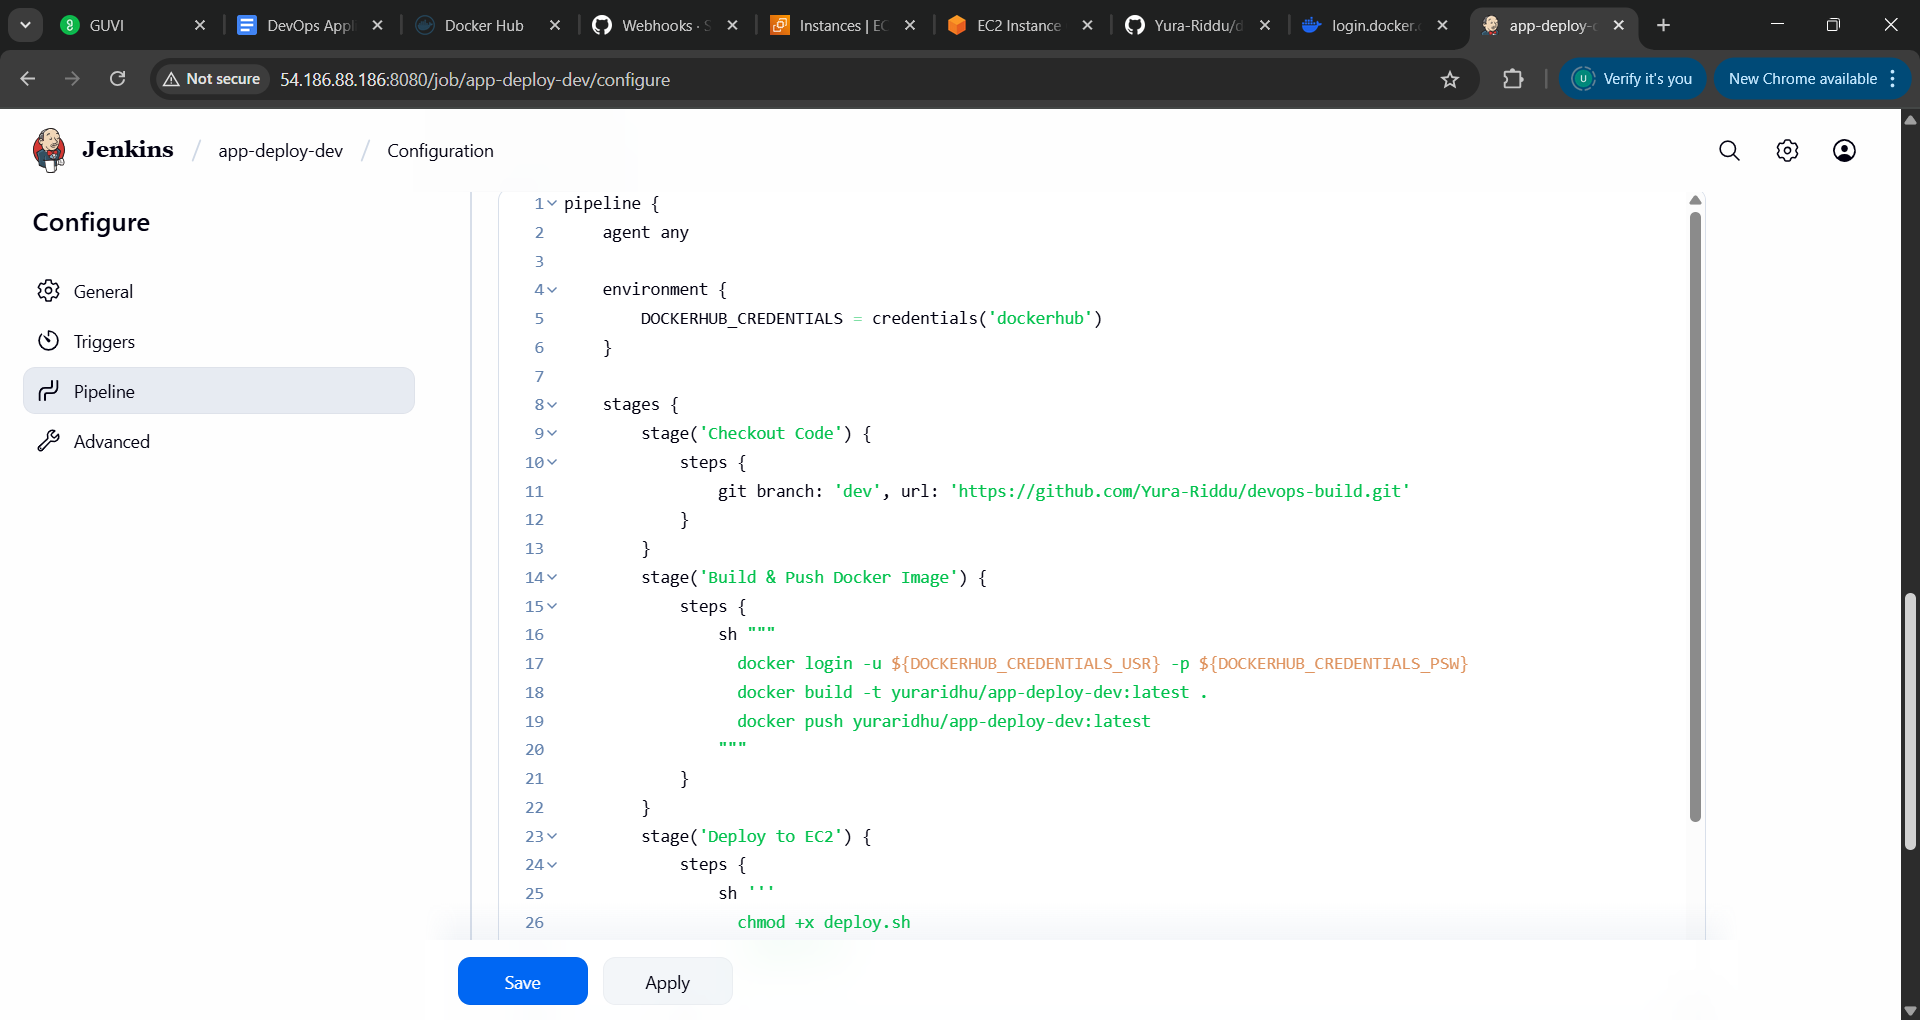 GUVI
DevOps Appli
Docker Hub
Webhooks · S
Instances | EC
EC2 Instance
Yura-Riddu/d
login.docker.c
app-deploy-d
Not secure
54.186.88.186:8080/job/app-deploy-dev/configure
U
Verify it's you
New Chrome available
Jenkins / app-deploy-dev / Configuration
Configure
General
Triggers
Pipeline
Advanced
1 pipeline {
2 agent any
3
4 environment {
5 DOCKERHUB_CREDENTIALS = credentials('dockerhub')
6 }
7
8 stages {
9 stage('Checkout Code') {
10 steps {
11 git branch: 'dev', url: 'https://github.com/Yura-Riddu/devops-build.git'
12 }
13 }
14 stage('Build & Push Docker Image') {
15 steps {
16 sh """
17 docker login -u ${DOCKERHUB_CREDENTIALS_USR} -p ${DOCKERHUB_CREDENTIALS_PSW}
18 docker build -t yuraridhu/app-deploy-dev:latest .
19 docker push yuraridhu/app-deploy-dev:latest
20 """
21 }
22 }
23 stage('Deploy to EC2') {
24 steps {
25 sh '''
26 chmod +x deploy.sh
Save
Apply